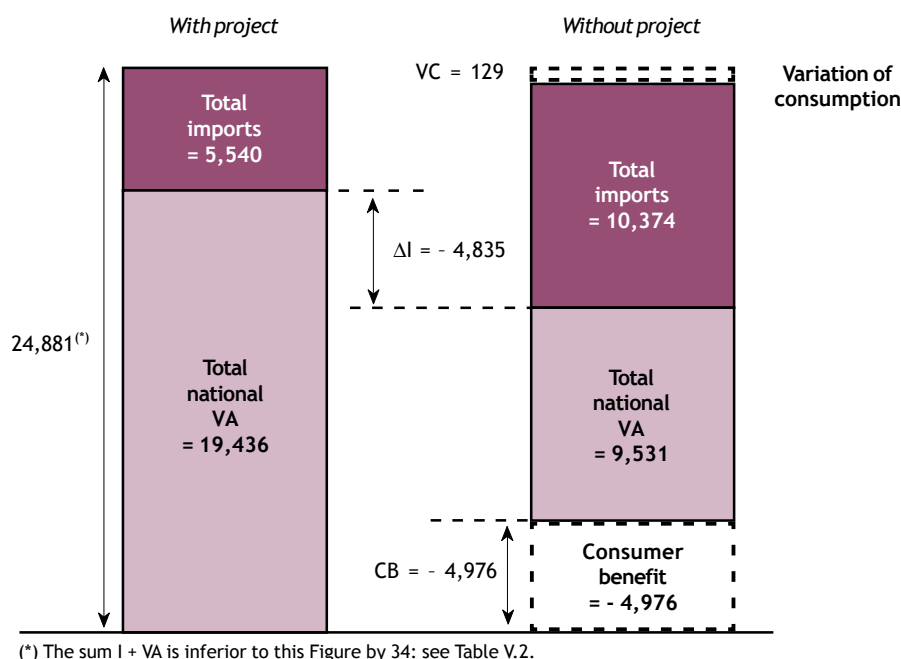 With project
Without project
VC = 129
Variation of
consumption
Total
imports
= 5,540
Total
imports
= 10,374
ΔI = - 4,835
24,881(*)
Total
national
VA
= 19,436
Total
national
VA
= 9,531
CB = - 4,976
Consumer
benefit
= - 4,976
(*) The sum I + VA is inferior to this Figure by 34: see Table V.2.